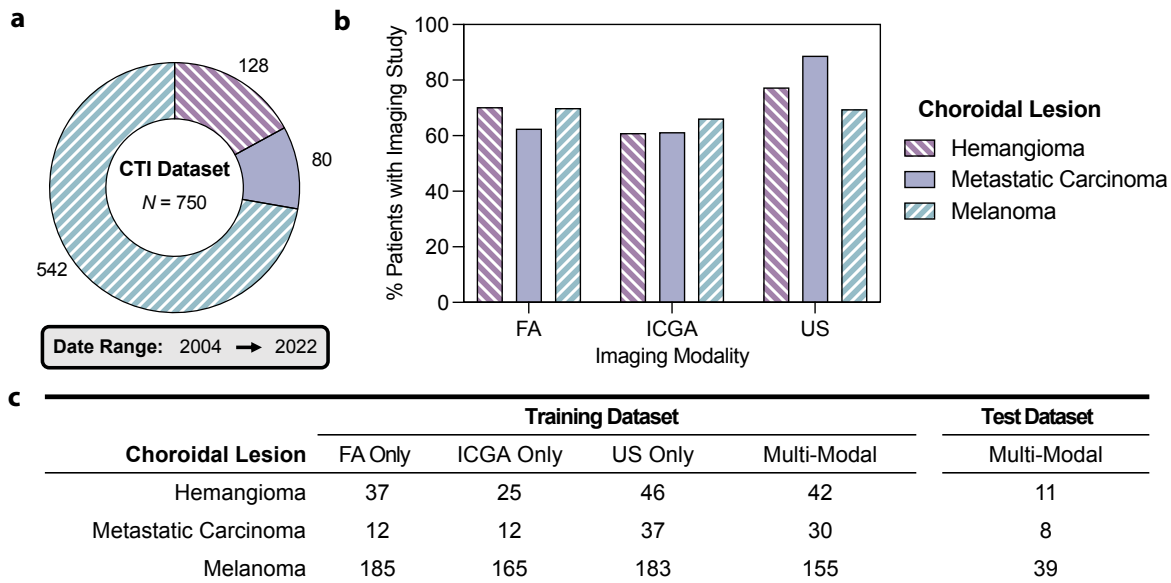 a
128
80
542
CTI Dataset
N = 750
Date Range: 2004 → 2022
b
% Patients with Imaging Study
100
80
60
40
20
0
FA ICGA US
Imaging Modality
Choroidal Lesion
Hemangioma
Metastatic Carcinoma
Melanoma
c
Training Dataset Test Dataset
Choroidal Lesion FA Only ICGA Only US Only Multi-Modal Multi-Modal
Hemangioma 37 25 46 42 11
Metastatic Carcinoma 12 12 37 30 8
Melanoma 185 165 183 155 39